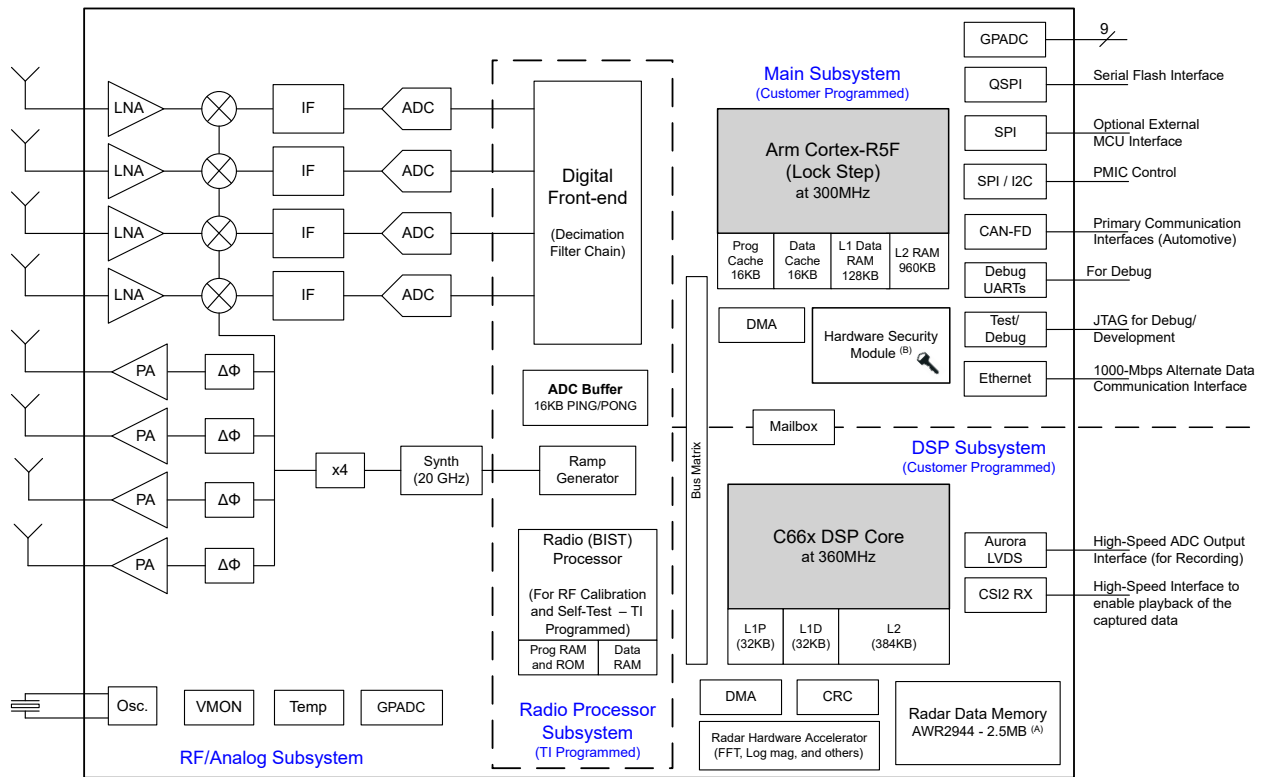 GPADC
9
QSPI
Serial Flash Interface
SPI
Optional External
MCU Interface
SPI / I2C
PMIC Control
CAN-FD
Primary Communication
Interfaces (Automotive)
Debug
UARTs
For Debug
Test/
Debug
JTAG for Debug/
Development
Ethernet
1000-Mbps Alternate Data
Communication Interface
LNA
IF
ADC
LNA
IF
ADC
LNA
IF
ADC
LNA
IF
ADC
Digital
Front-end
(Decimation
Filter Chain)
Main Subsystem
(Customer Programmed)
Arm Cortex-R5F
(Lock Step)
at 300MHz
Prog
Cache
16KB
Data
Cache
16KB
L1 Data
RAM
128KB
L2 RAM
960KB
DMA
Hardware Security
Module (B)
PA
ΔΦ
PA
ΔΦ
PA
ΔΦ
PA
ΔΦ
x4
Synth
(20 GHz)
ADC Buffer
16KB PING/PONG
Ramp
Generator
Bus Matrix
Mailbox
DSP Subsystem
(Customer Programmed)
C66x DSP Core
at 360MHz
L1P
(32KB)
L1D
(32KB)
L2
(384KB)
Aurora
LVDS
High-Speed ADC Output
Interface (for Recording)
CSI2 RX
High-Speed Interface to
enable playback of the
captured data
Radio (BIST)
Processor
(For RF Calibration
and Self-Test – TI
Programmed)
Prog RAM
and ROM
Data
RAM
Osc.
VMON
Temp
GPADC
RF/Analog Subsystem
Radio Processor
Subsystem
(TI Programmed)
DMA
CRC
Radar Hardware Accelerator
(FFT, Log mag, and others)
Radar Data Memory
AWR2944 - 2.5MB (A)